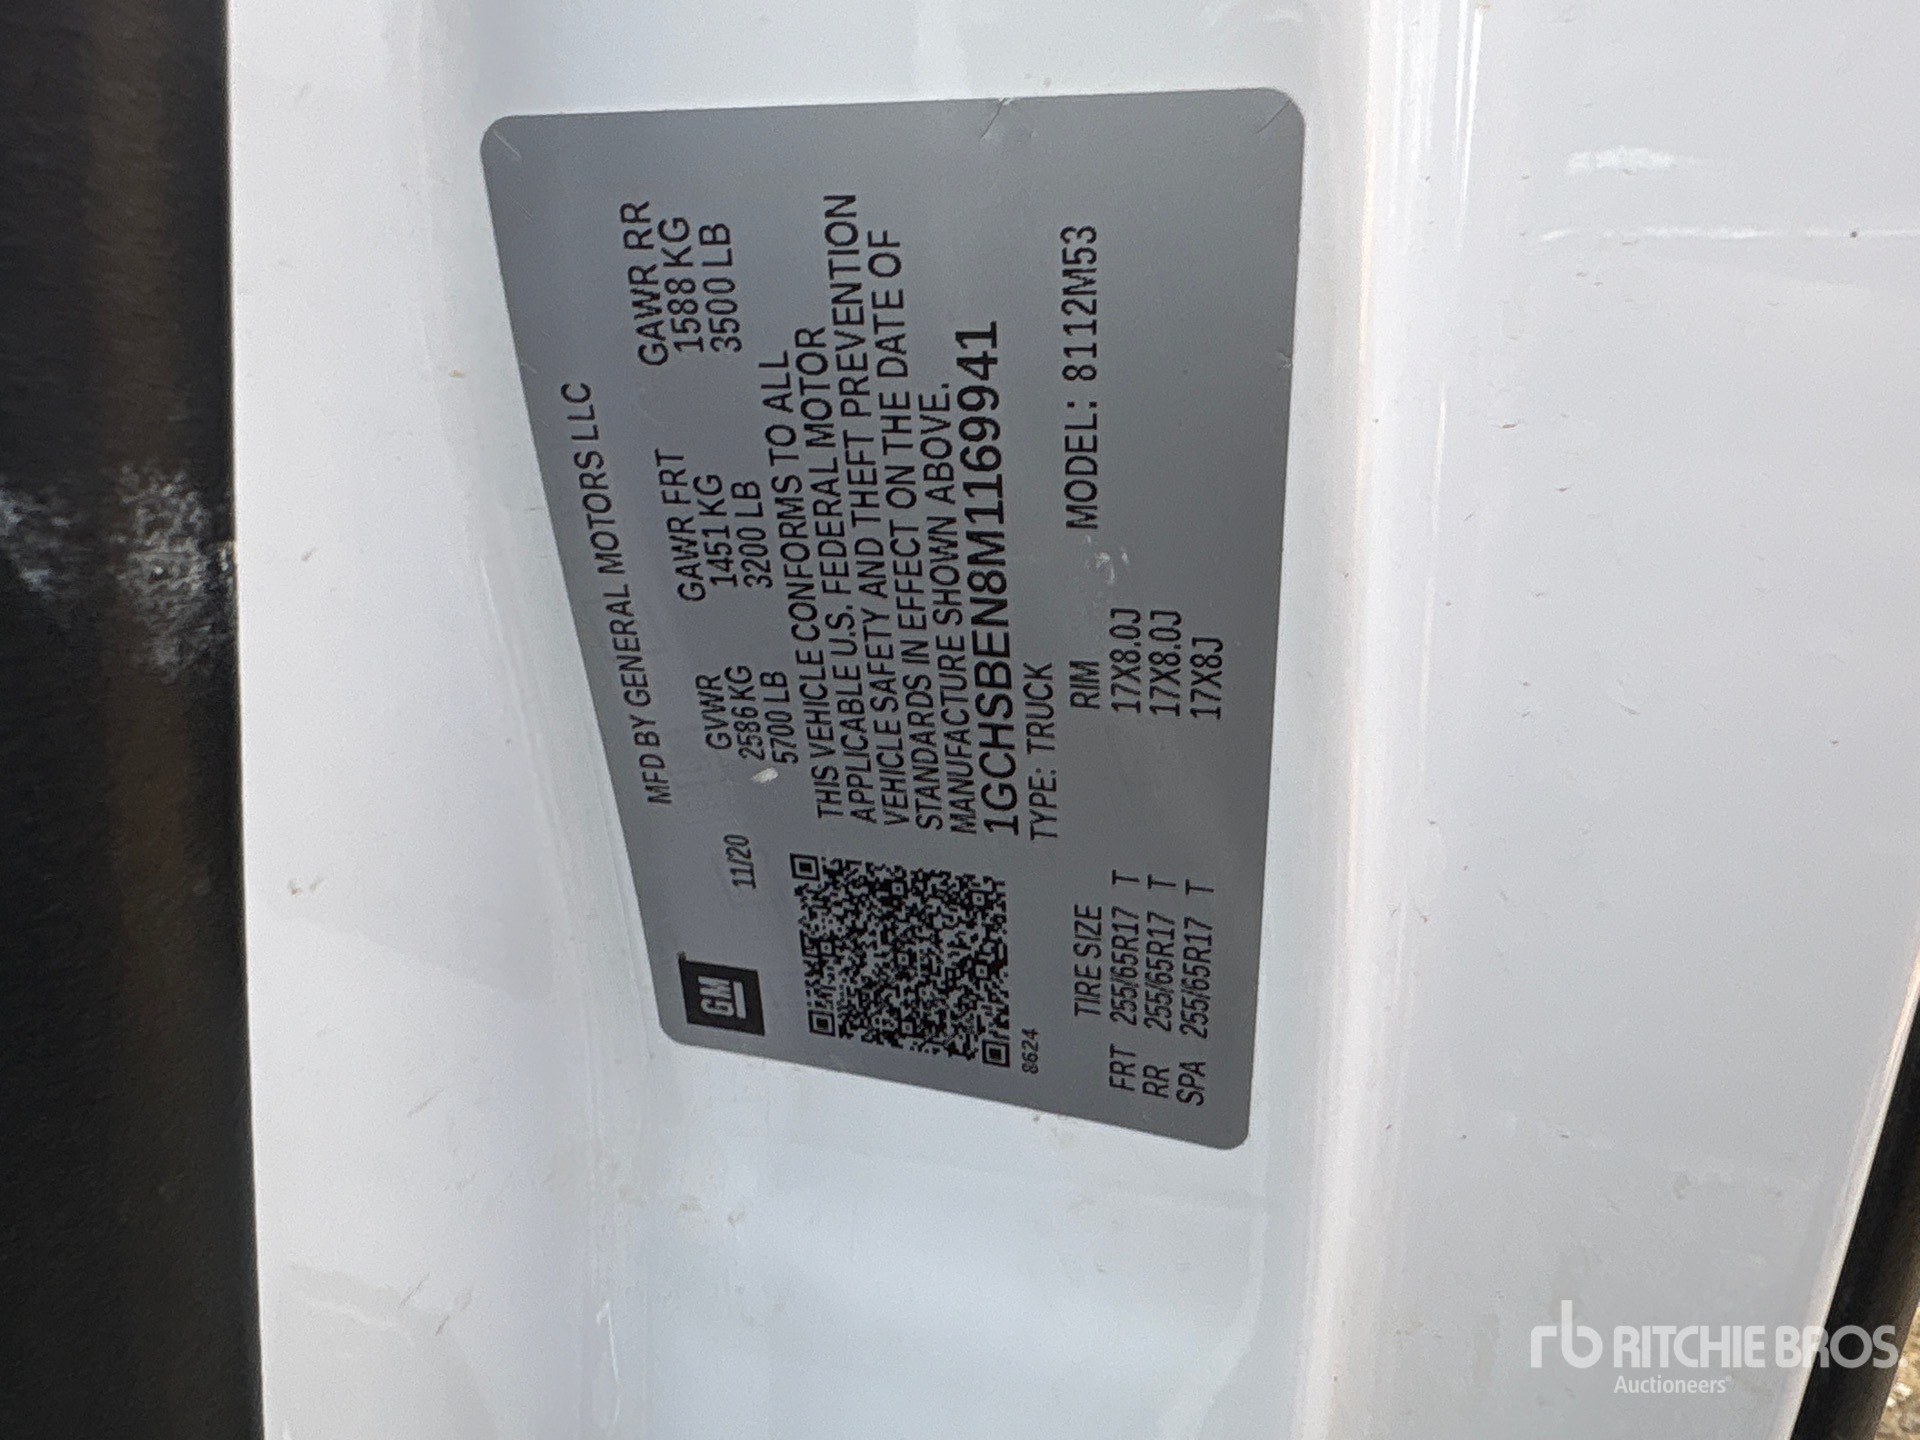 GM
MFD BY GENERAL MOTORS LLC
11/20
GVWR GAWR FRT GAWR RR
2586 KG 1451 KG 1588 KG
5700 LB 3200 LB 3500 LB
THIS VEHICLE CONFORMS TO ALL
APPLICABLE U.S. FEDERAL MOTOR
VEHICLE SAFETY AND THEFT PREVENTION
STANDARDS IN EFFECT ON THE DATE OF
MANUFACTURE SHOWN ABOVE.
1GCHSBEN8M1169941
8624
TYPE: TRUCK MODEL: 8112M53
TIRE SIZE RIM
FRT 255/65R17 T 17X8.0J
RR 255/65R17 T 17X8.0J
SPA 255/65R17 T 17X8J
rb RITCHIE BROS.
Auctioneers